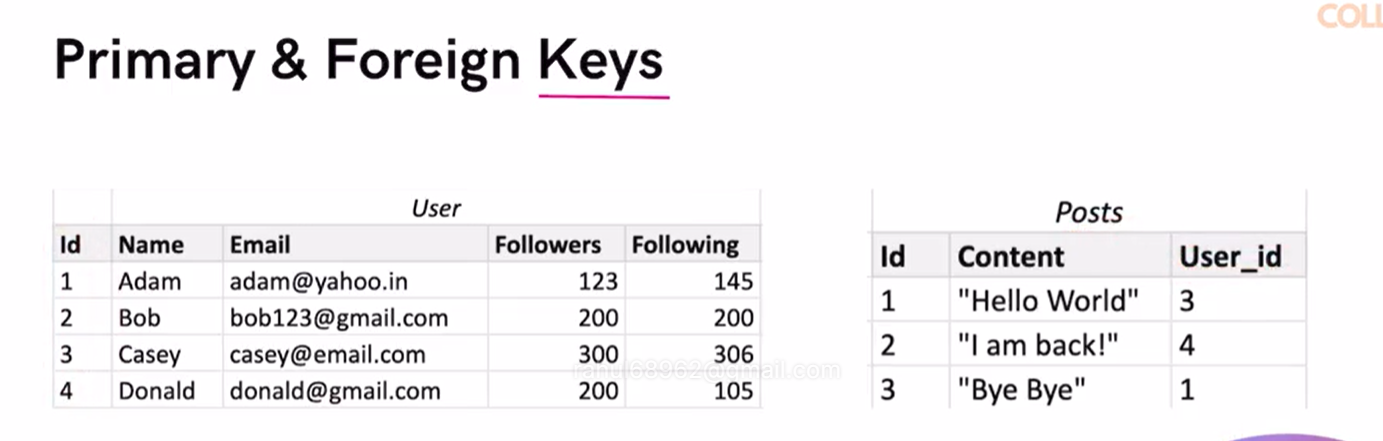 COLL
Primary & Foreign Keys
User
Id Name Email Followers Following
1 Adam adam@yahoo.in 123 145
2 Bob bob123@gmail.com 200 200
3 Casey casey@email.com 300 306
4 Donald donald@gmail.com 200 105
rahul68962@gmail.com
Posts
Id Content User_id
1 "Hello World" 3
2 "I am back!" 4
3 "Bye Bye" 1